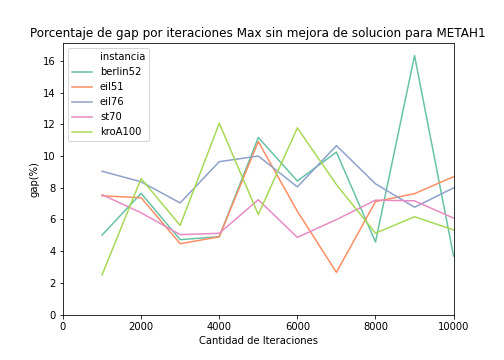 Porcentaje de gap por iteraciones Max sin mejora de solucion para METAH1
instancia
berlin52
eil51
eil76
st70
kroA100
gap(%)
16
14
12
10
8
6
4
2
0
0 2000 4000 6000 8000 10000
Cantidad de Iteraciones